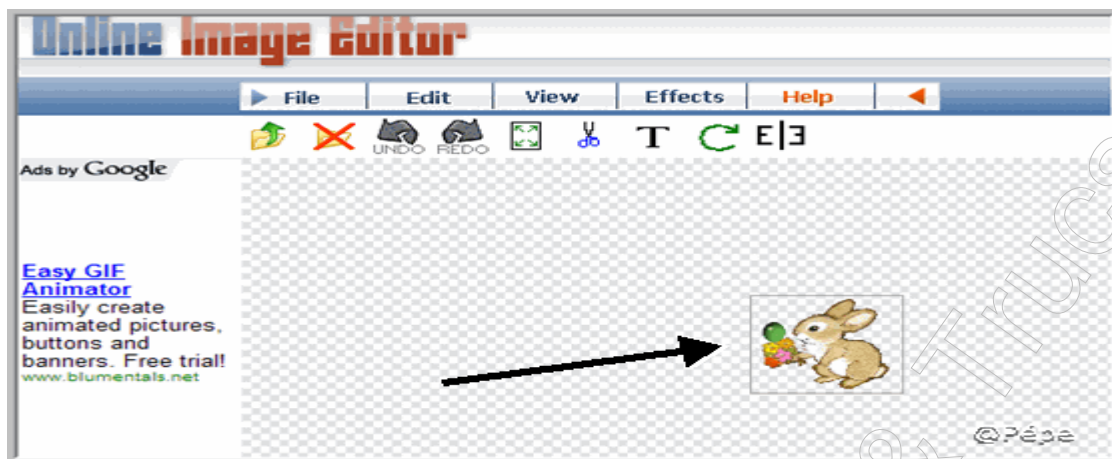 Online Image Editor
File Edit View Effects Help
UNDO REDO T E|Ǝ
Ads by Google
Easy GIF
Animator
Easily create
animated pictures,
buttons and
banners. Free trial!
www.blumentals.net
@Pépe
Trucs